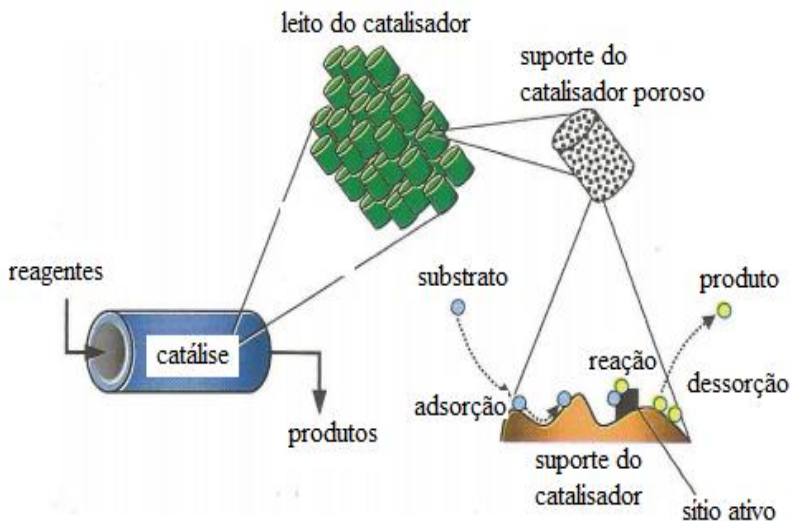 leito do catalisador
suporte do
catalisador poroso
reagentes
catálise
produtos
substrato
produto
reação
adsorção
dessorção
suporte do
catalisador
sítio ativo